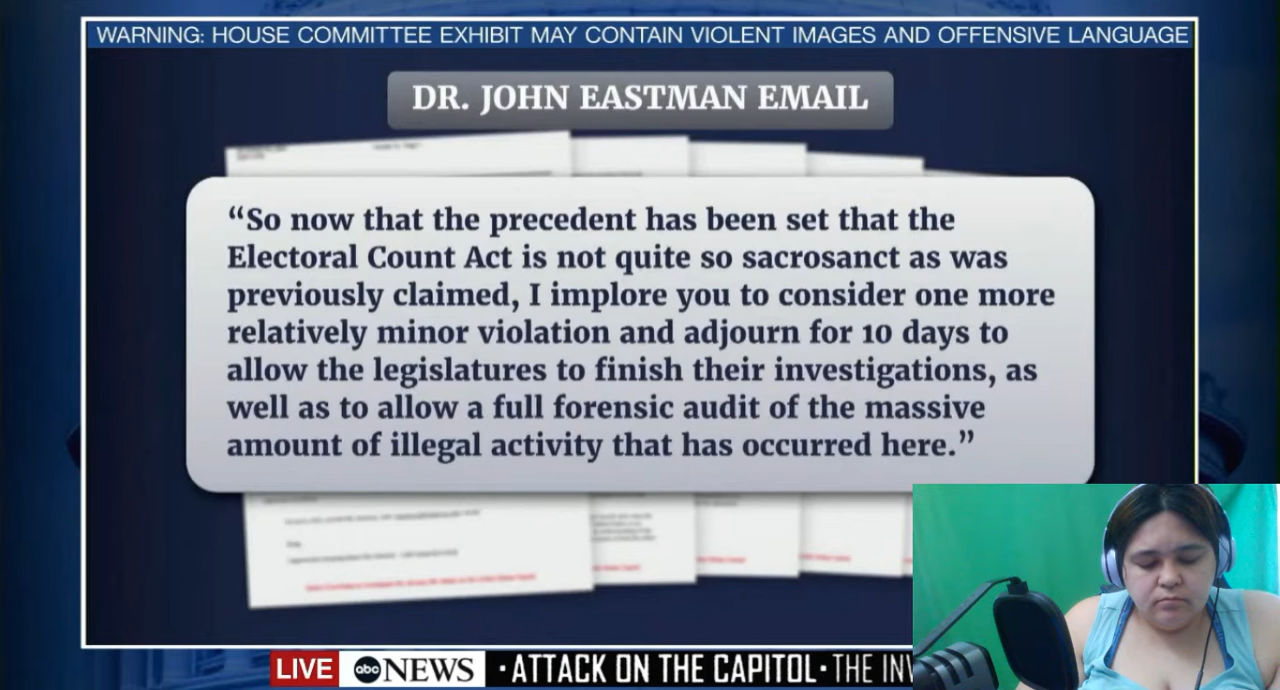 WARNING: HOUSE COMMITTEE EXHIBIT MAY CONTAIN VIOLENT IMAGES AND OFFENSIVE LANGUAGE
DR. JOHN EASTMAN EMAIL
“So now that the precedent has been set that the
Electoral Count Act is not quite so sacrosanct as was
previously claimed, I implore you to consider one more
relatively minor violation and adjourn for 10 days to
allow the legislatures to finish their investigations, as
well as to allow a full forensic audit of the massive
amount of illegal activity that has occurred here.”
LIVE abc NEWS · ATTACK ON THE CAPITOL · THE